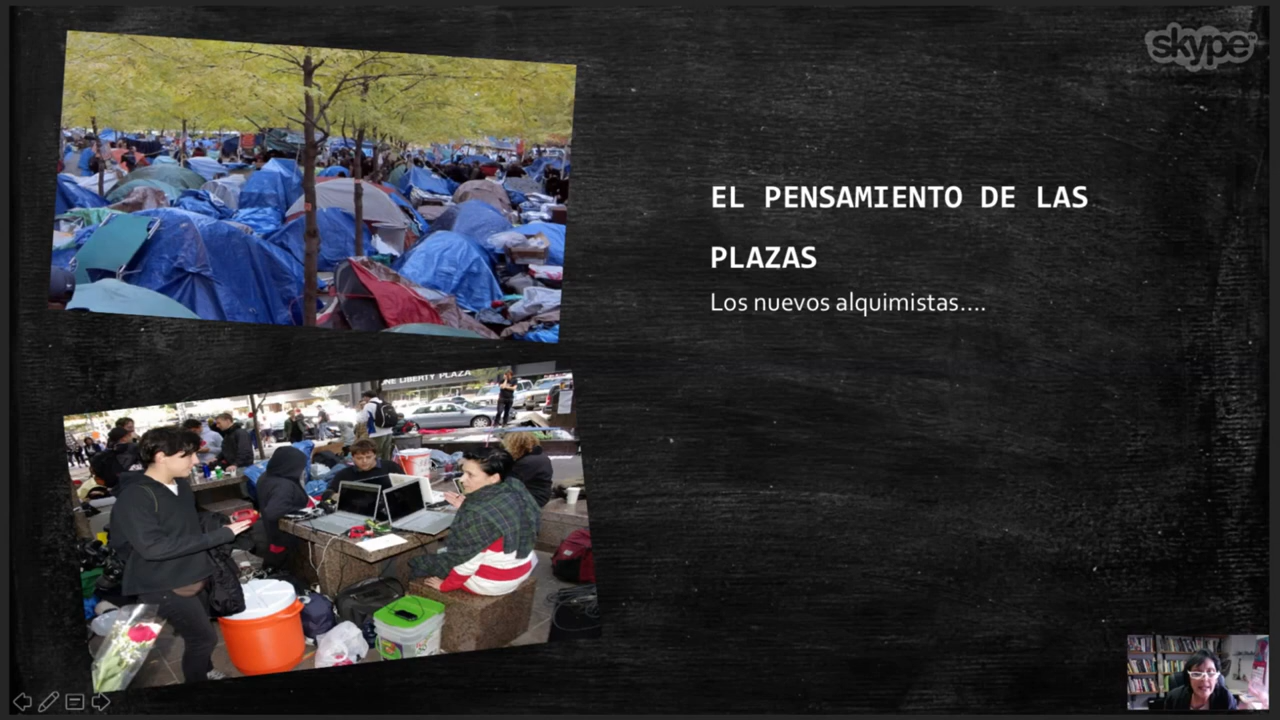 skype
EL PENSAMIENTO DE LAS
PLAZAS
Los nuevos alquimistas....
ONE LIBERTY PLAZA